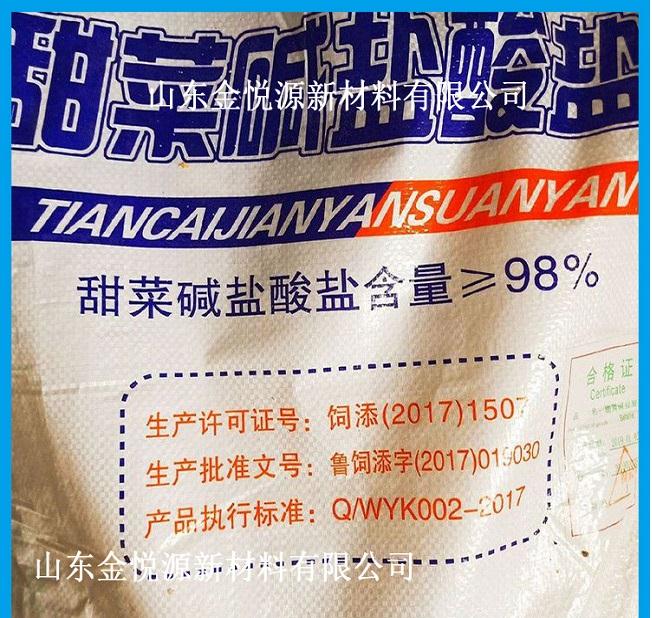 甜菜碱盐酸盐
山东金悦源新材料有限公司
TIANCAIJIANYANSUANYAN
甜菜碱盐酸盐含量≥98%
合格证
Certificate
生产许可证号：饲添(2017)1507
生产批准文号：鲁饲添字(2017)019030
产品执行标准：Q/WYK002-2017
山东金悦源新材料有限公司